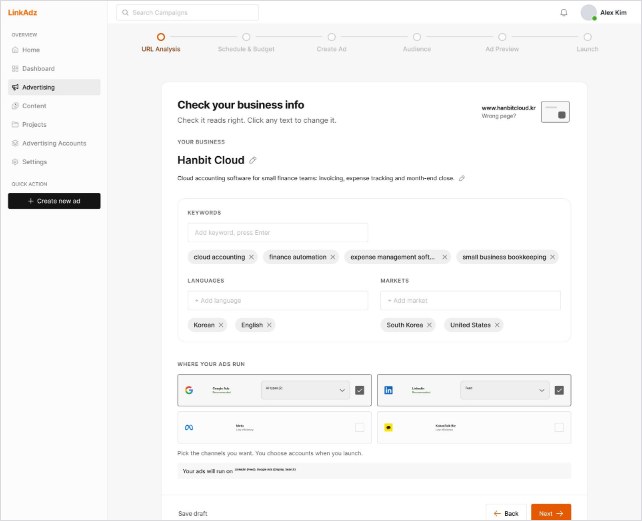 LinkAdz
Search Campaigns
Alex Kim
OVERVIEW
Home
Dashboard
Advertising
Content
Projects
Advertising Accounts
Settings
QUICK ACTION
+ Create new ad
URL Analysis
Schedule & Budget
Create Ad
Audience
Ad Preview
Launch
Check your business info
Check it reads right. Click any text to change it.
www.hanbitcloud.kr
Wrong page?
YOUR BUSINESS
Hanbit Cloud
Cloud accounting software for small finance teams: invoicing, expense tracking and month-end close.
KEYWORDS
Add keyword, press Enter
cloud accounting ×
finance automation ×
expense management soft... ×
small business bookkeeping ×
LANGUAGES
MARKETS
+ Add language
+ Add market
Korean ×
English ×
South Korea ×
United States ×
WHERE YOUR ADS RUN
Google Ads
Recommended
LinkedIn
Recommended
Meta
Pick the channels you want. You choose accounts when you launch.
Your ads will run on
Save draft
← Back
Next →